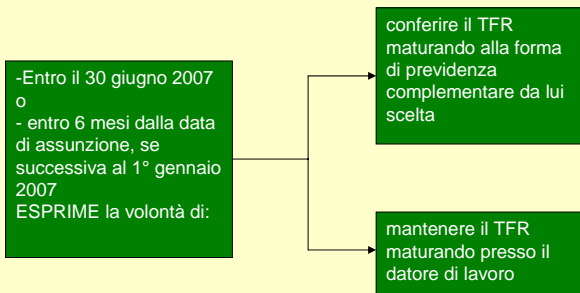 -Entro il 30 giugno 2007
o
- entro 6 mesi dalla data
di assunzione, se
successiva al 1° gennaio
2007
ESPRIME la volontà di:
conferire il TFR
maturando alla forma
di previdenza
complementare da lui
scelta
mantenere il TFR
maturando presso il
datore di lavoro